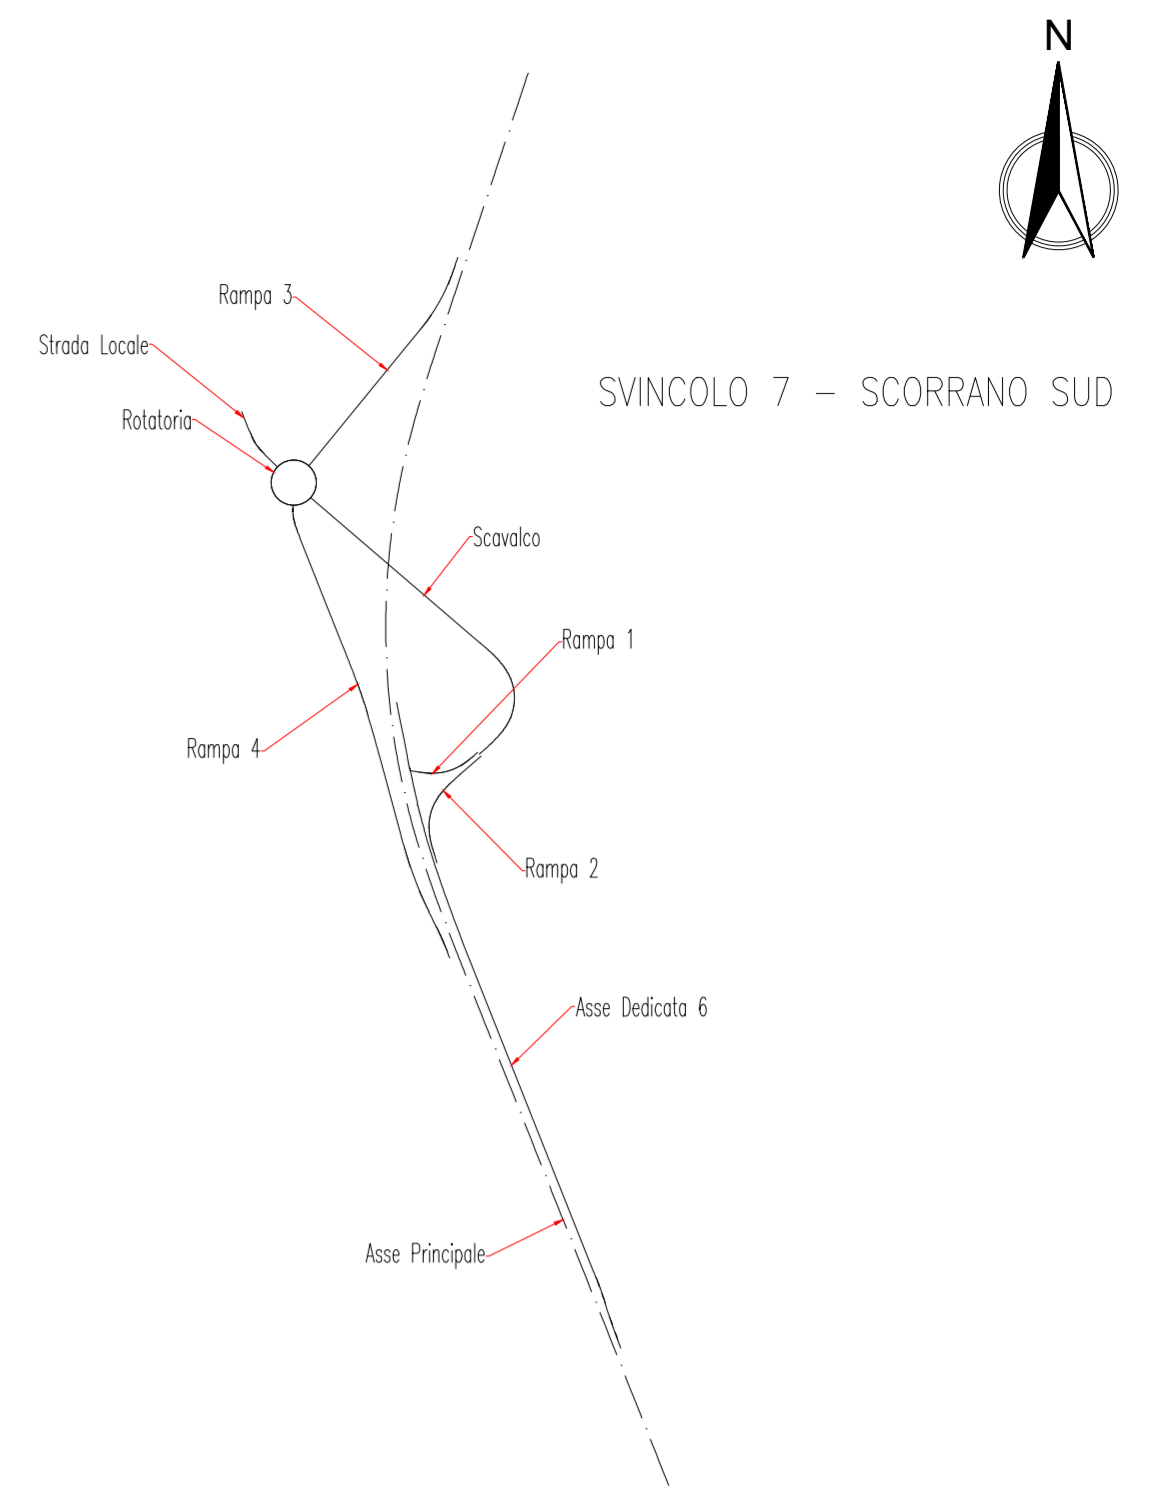 N
Rampa 3
Strada Locale
SVINCOLO 7 – SCORRANO SUD
Rotatoria
Scavalco
Rampa 1
Rampa 4
Rampa 2
Asse Dedicata 6
Asse Principale